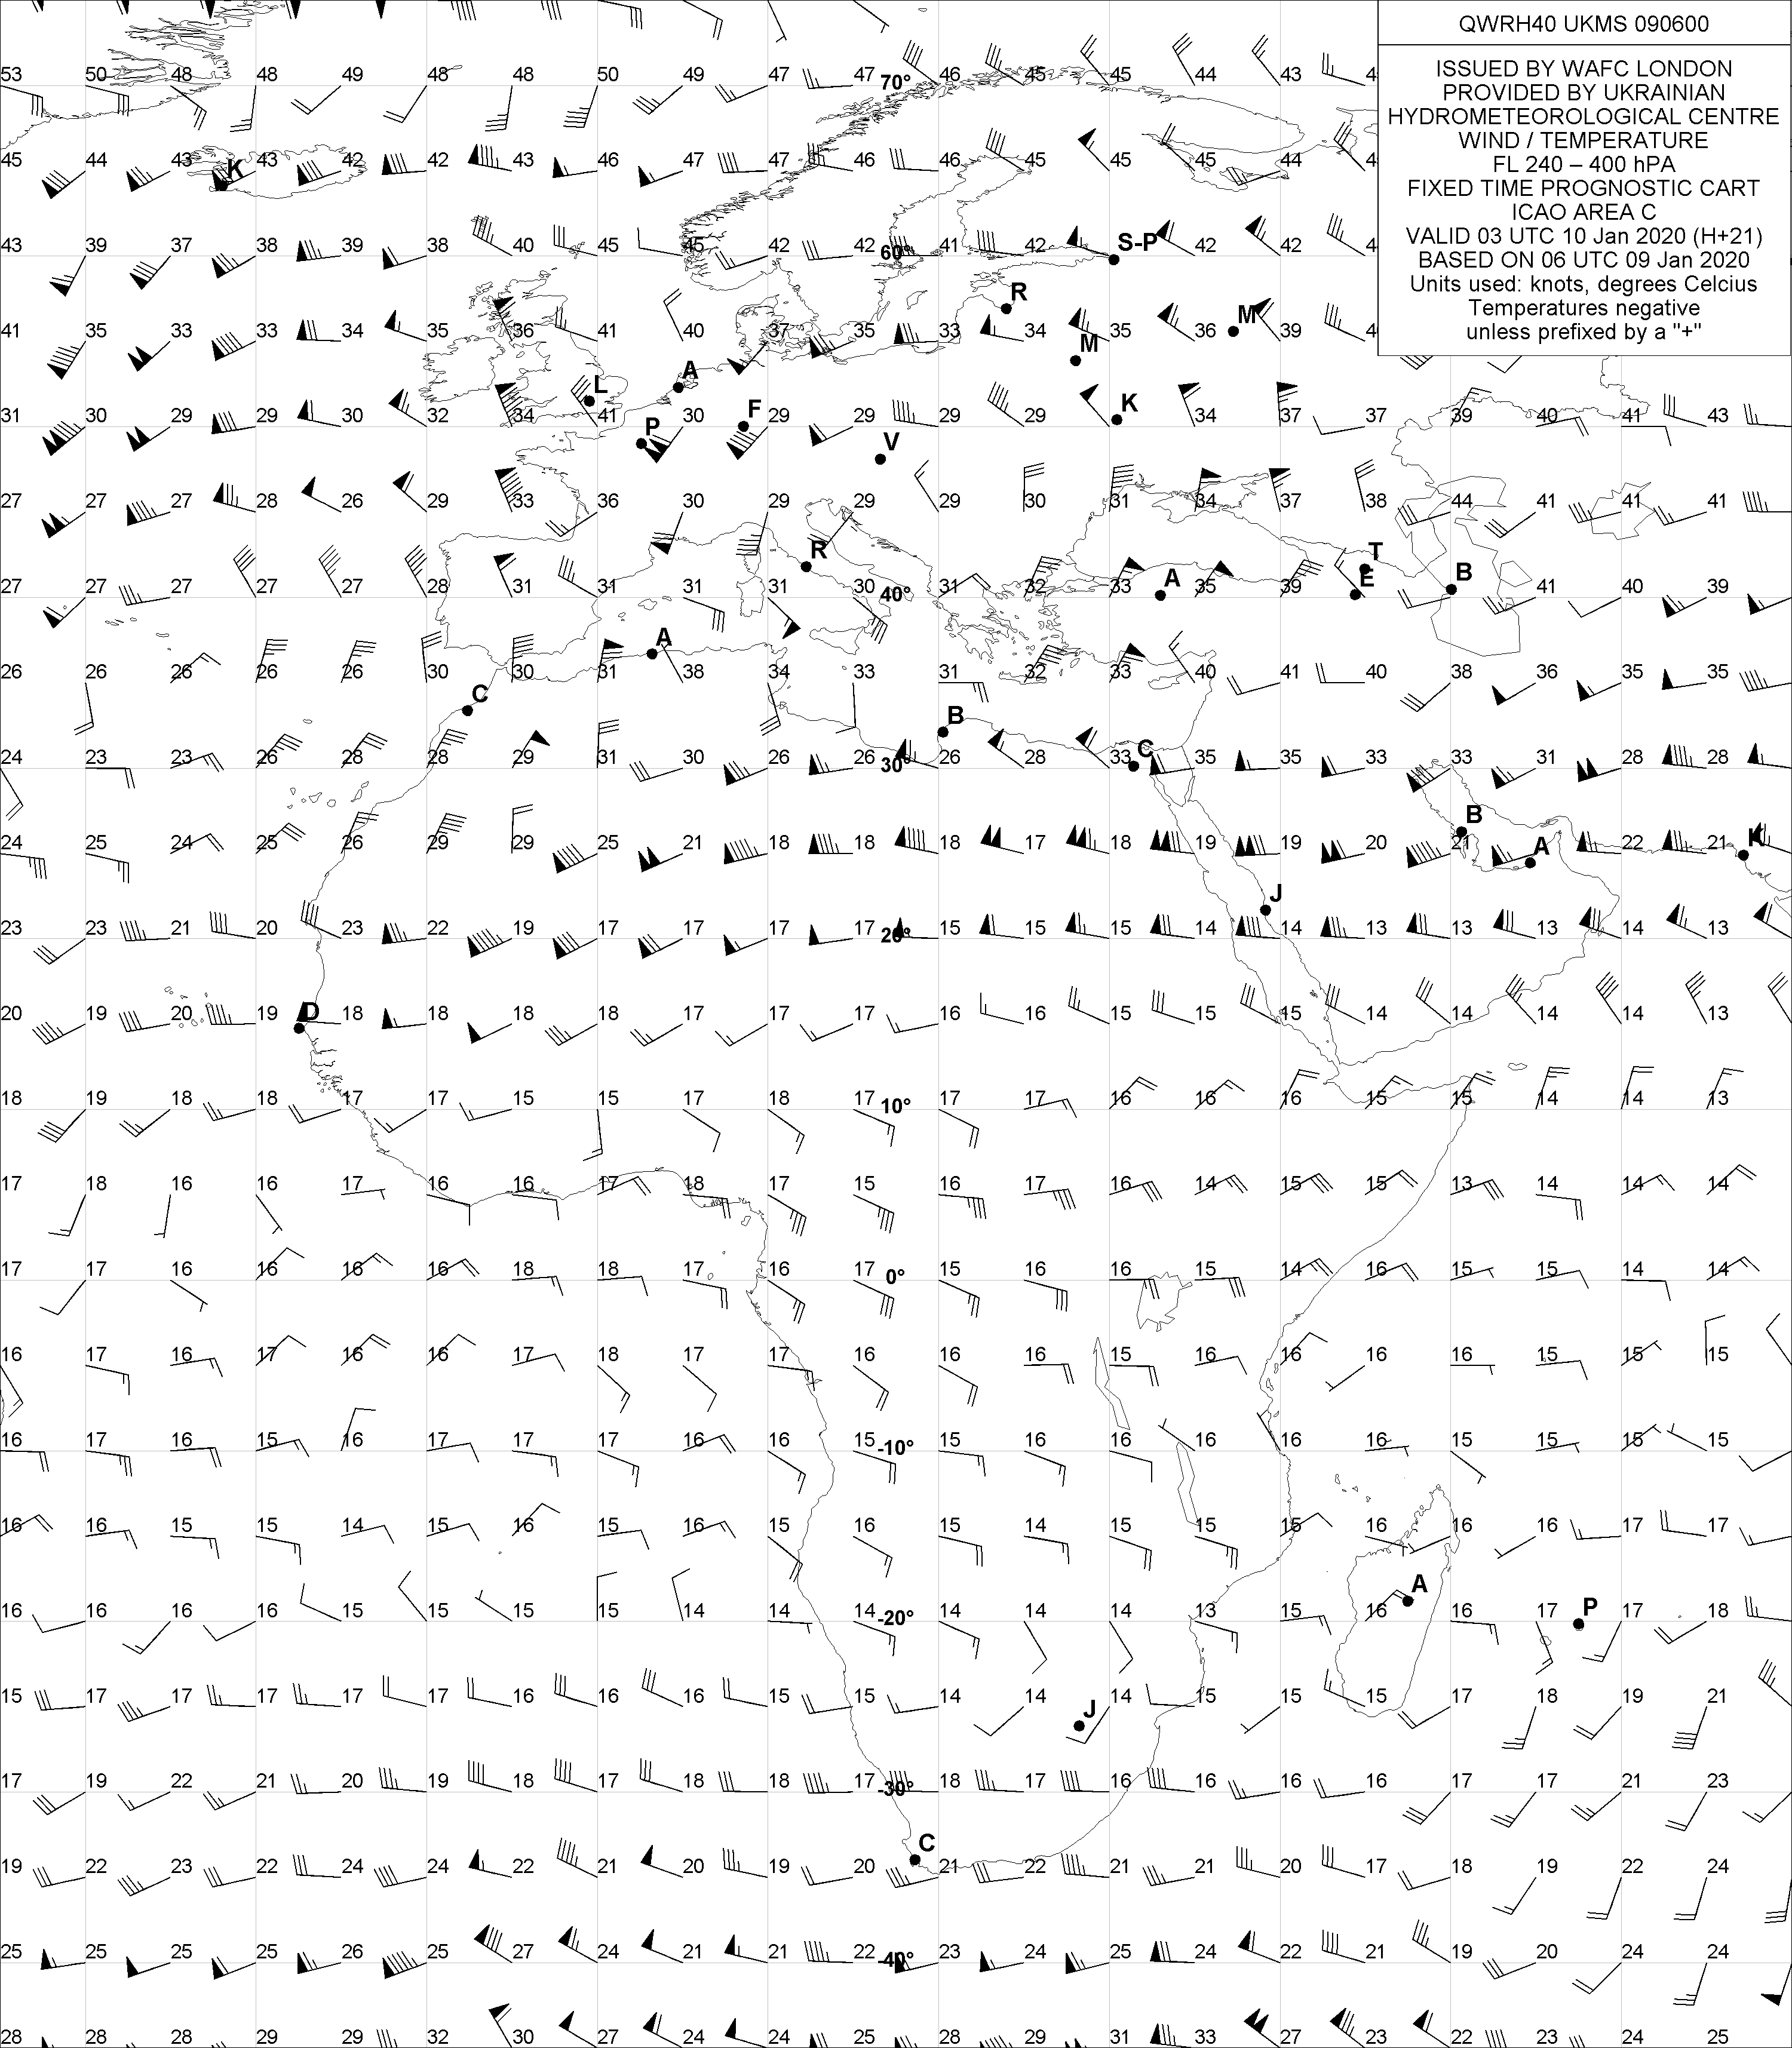 QWRH40 UKMS 090600
ISSUED BY WAFC LONDON
PROVIDED BY UKRAINIAN
HYDROMETEOROLOGICAL CENTRE
WIND / TEMPERATURE
FL 240 – 400 hPA
FIXED TIME PROGNOSTIC CART
ICAO AREA C
VALID 03 UTC 10 Jan 2020 (H+21)
BASED ON 06 UTC 09 Jan 2020
Units used: knots, degrees Celcius
Temperatures negative
unless prefixed by a "+"
53 50 48 48 49 48 48 50 49 47 47 70° 46 45 45 44 43 4
45 44 43 K 43 42 42 43 46 47 46 46 45 45 45 44 4
43 39 37 38 39 38 40 45 45 42 42 60° 41 42 S-P 42 42 4
R
41 35 33 33 34 35 36 41 40 37 35 33 34 35 36 M 39 4
M
A
L
31 30 29 29 30 32 34 41 P 30 F 29 29 29 29 K 34 37 37 39 40 41 43
V
27 27 27 28 26 29 33 36 30 29 29 29 30 31 34 37 38 44 41 41 41
R T
27 27 27 27 27 28 31 31 31 31 30 40° 31 32 33 A 35 39 E B 41 40 39
A
26 26 26 26 26 30 30 31 38 34 33 31 32 33 40 41 40 38 36 35 35
C B
24 23 23 26 28 28 29 31 30 26 26 30° 26 28 33 C 35 35 33 33 31 28 28
B
24 25 24 25 26 29 29 25 21 18 18 18 17 18 19 19 20 21 A 22 21 K
J
23 23 21 20 23 22 19 17 17 17 17 20° 15 15 15 14 14 13 13 13 14 13
20 19 20 19 D 18 18 18 18 17 17 17 16 16 15 15 15 14 14 14 14 13
18 19 18 18 17 17 15 15 17 18 17 10° 17 17 16 16 16 15 15 14 14 13
17 18 16 16 17 16 16 17 18 17 15 16 17 16 14 15 15 13 14 14 14
17 17 16 16 16 16 18 18 17 16 17 0° 15 16 16 15 14 16 15 15 14 14
16 17 16 17 16 16 17 18 17 17 16 16 16 15 16 16 16 16 15 15 15
16 17 16 15 16 17 17 17 16 16 15 -10° 15 16 16 16 16 16 15 15 15 15
16 16 15 15 14 15 16 15 16 15 16 15 14 15 15 15 16 16 16 17 17
A
16 16 16 16 15 15 15 15 14 14 14 -20° 14 14 14 13 15 16 16 17 P 17 18
15 17 17 17 17 17 16 16 16 15 15 14 14 J 14 15 15 15 17 18 19 21
17 19 22 21 20 19 18 17 18 18 17 -30° 18 17 16 16 16 16 17 17 21 23
C
19 22 23 22 24 24 22 21 20 19 20 21 22 21 21 20 17 18 19 22 24
25 25 25 25 26 25 27 24 21 21 22 -40° 23 24 25 24 22 21 19 20 24 24
28 28 28 29 29 32 30 27 24 24 25 28 29 31 33 27 23 22 23 24 25